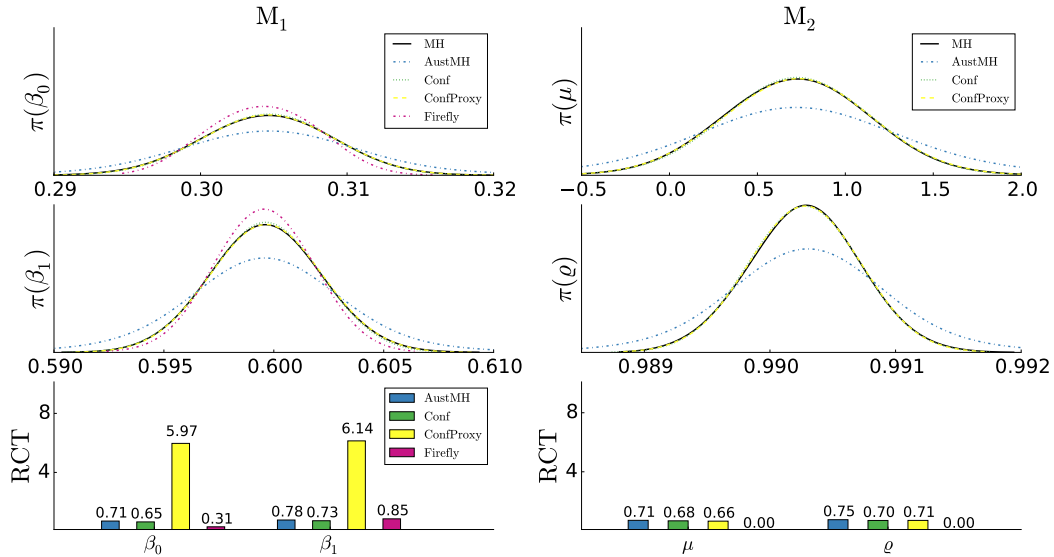 M₁
M₂
π(β₀)
MH
AustMH
Conf
ConfProxy
Firefly
0.29 0.30 0.31 0.32
π(μ)
MH
AustMH
Conf
ConfProxy
−0.5 0.0 0.5 1.0 1.5 2.0
π(β₁)
0.590 0.595 0.600 0.605 0.610
π(ϱ)
0.989 0.990 0.991 0.992
RCT
8
4
AustMH
Conf
ConfProxy
Firefly
0.71 0.65 5.97 0.31 0.78 0.73 6.14 0.85
β₀ β₁
RCT
8
4
0.71 0.68 0.66 0.00 0.75 0.70 0.71 0.00
μ ϱ